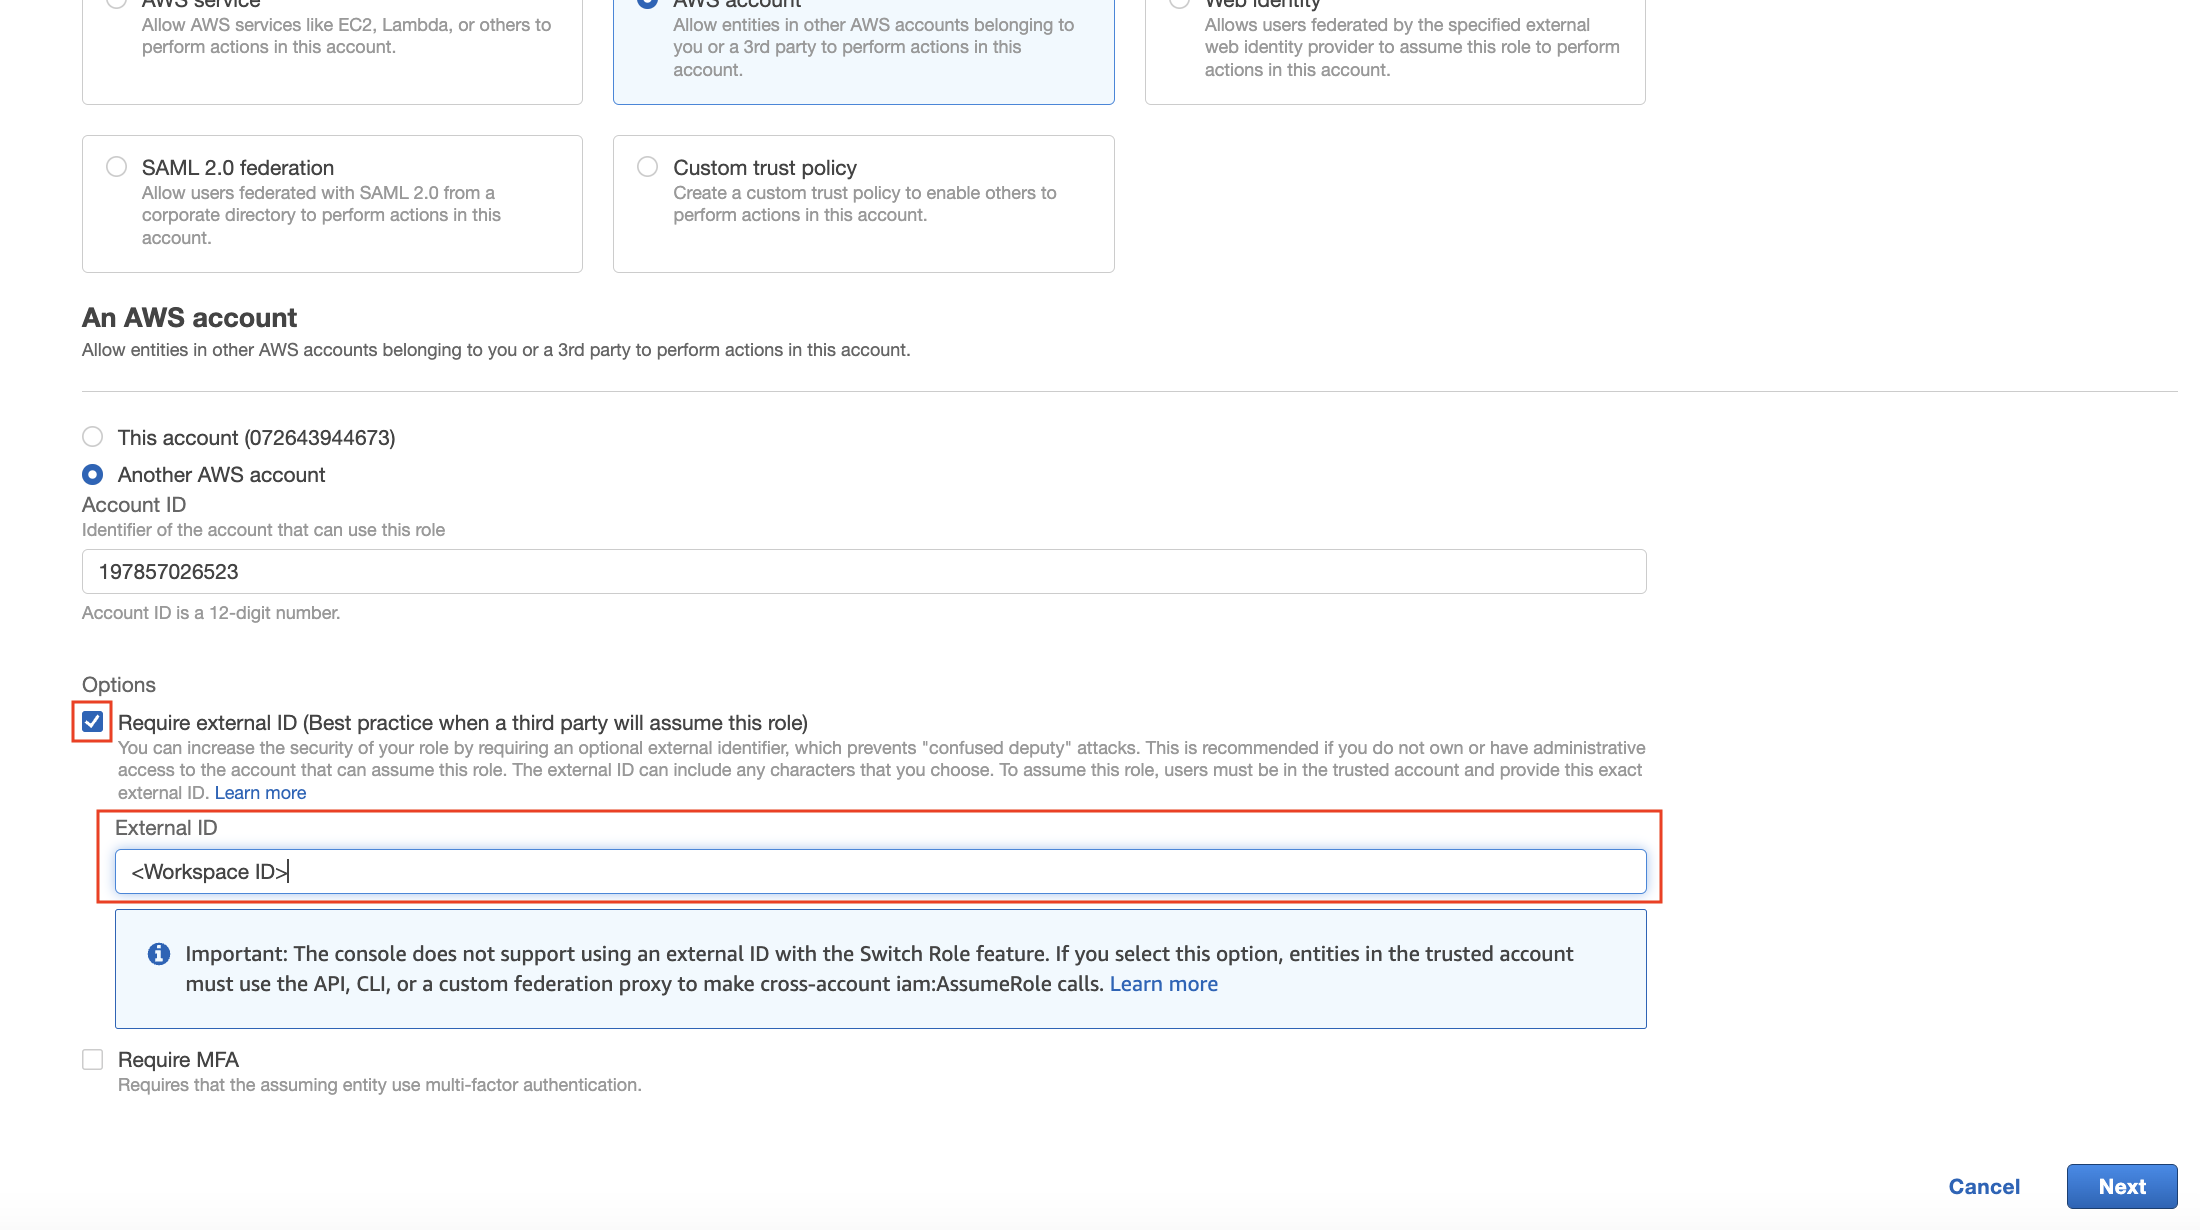 AWS service
AWS account
Web identity
Allow AWS services like EC2, Lambda, or others to
perform actions in this account.
Allow entities in other AWS accounts belonging to
you or a 3rd party to perform actions in this
account.
Allows users federated by the specified external
web identity provider to assume this role to perform
actions in this account.
SAML 2.0 federation
Allow users federated with SAML 2.0 from a
corporate directory to perform actions in this
account.
Custom trust policy
Create a custom trust policy to enable others to
perform actions in this account.
An AWS account
Allow entities in other AWS accounts belonging to you or a 3rd party to perform actions in this account.
This account (072643944673)
Another AWS account
Account ID
Identifier of the account that can use this role
197857026523
Account ID is a 12-digit number.
Options
Require external ID (Best practice when a third party will assume this role)
You can increase the security of your role by requiring an optional external identifier, which prevents "confused deputy" attacks. This is recommended if you do not own or have administrative
access to the account that can assume this role. The external ID can include any characters that you choose. To assume this role, users must be in the trusted account and provide this exact
external ID. Learn more
External ID
<Workspace ID>
Important: The console does not support using an external ID with the Switch Role feature. If you select this option, entities in the trusted account
must use the API, CLI, or a custom federation proxy to make cross-account iam:AssumeRole calls. Learn more
Require MFA
Requires that the assuming entity use multi-factor authentication.
Cancel
Next